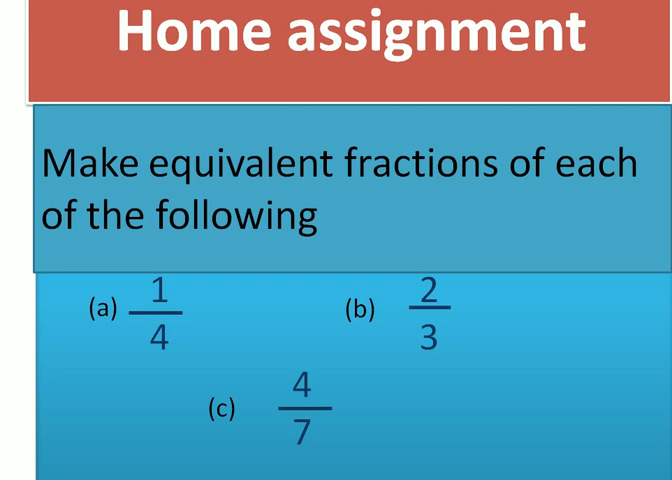 Home assignment
Make equivalent fractions of each
of the following
(a) 1/4 (b) 2/3
(c) 4/7